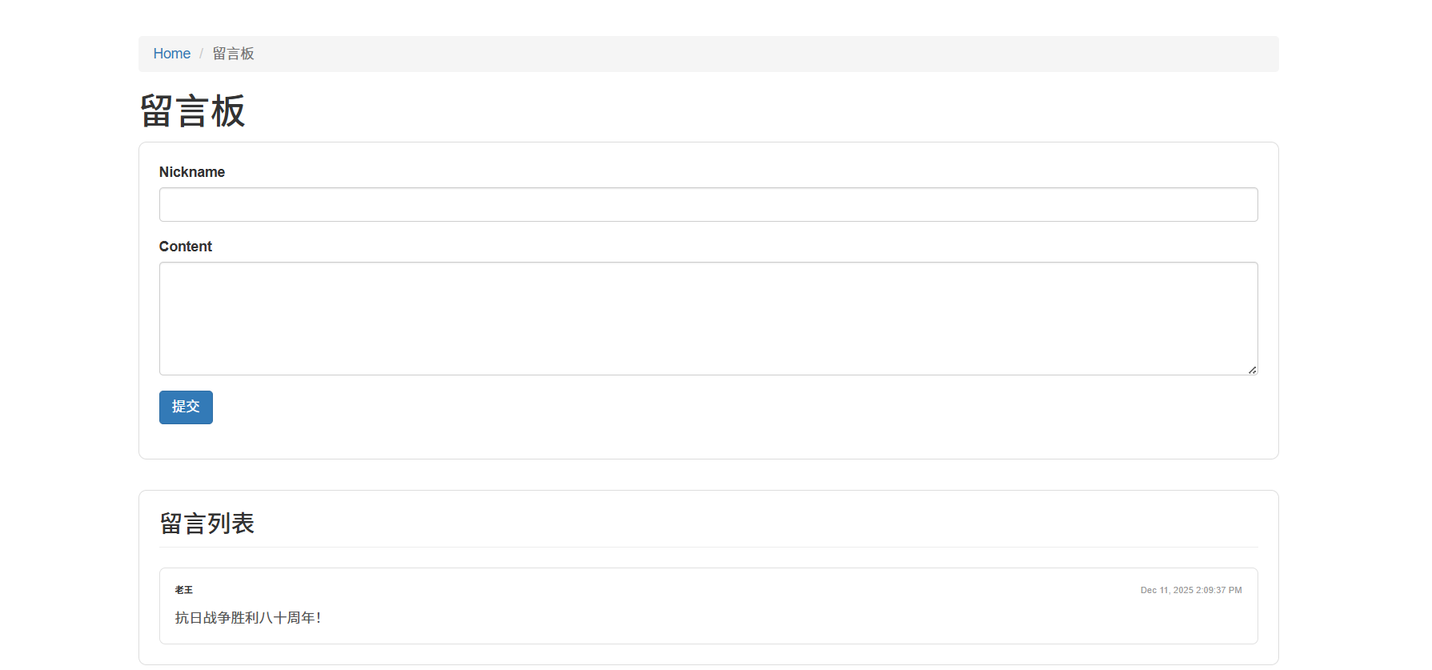 Home / 留言板
留言板
Nickname
Content
提交
留言列表
老王 Dec 11, 2025 2:09:37 PM
抗日战争胜利八十周年！